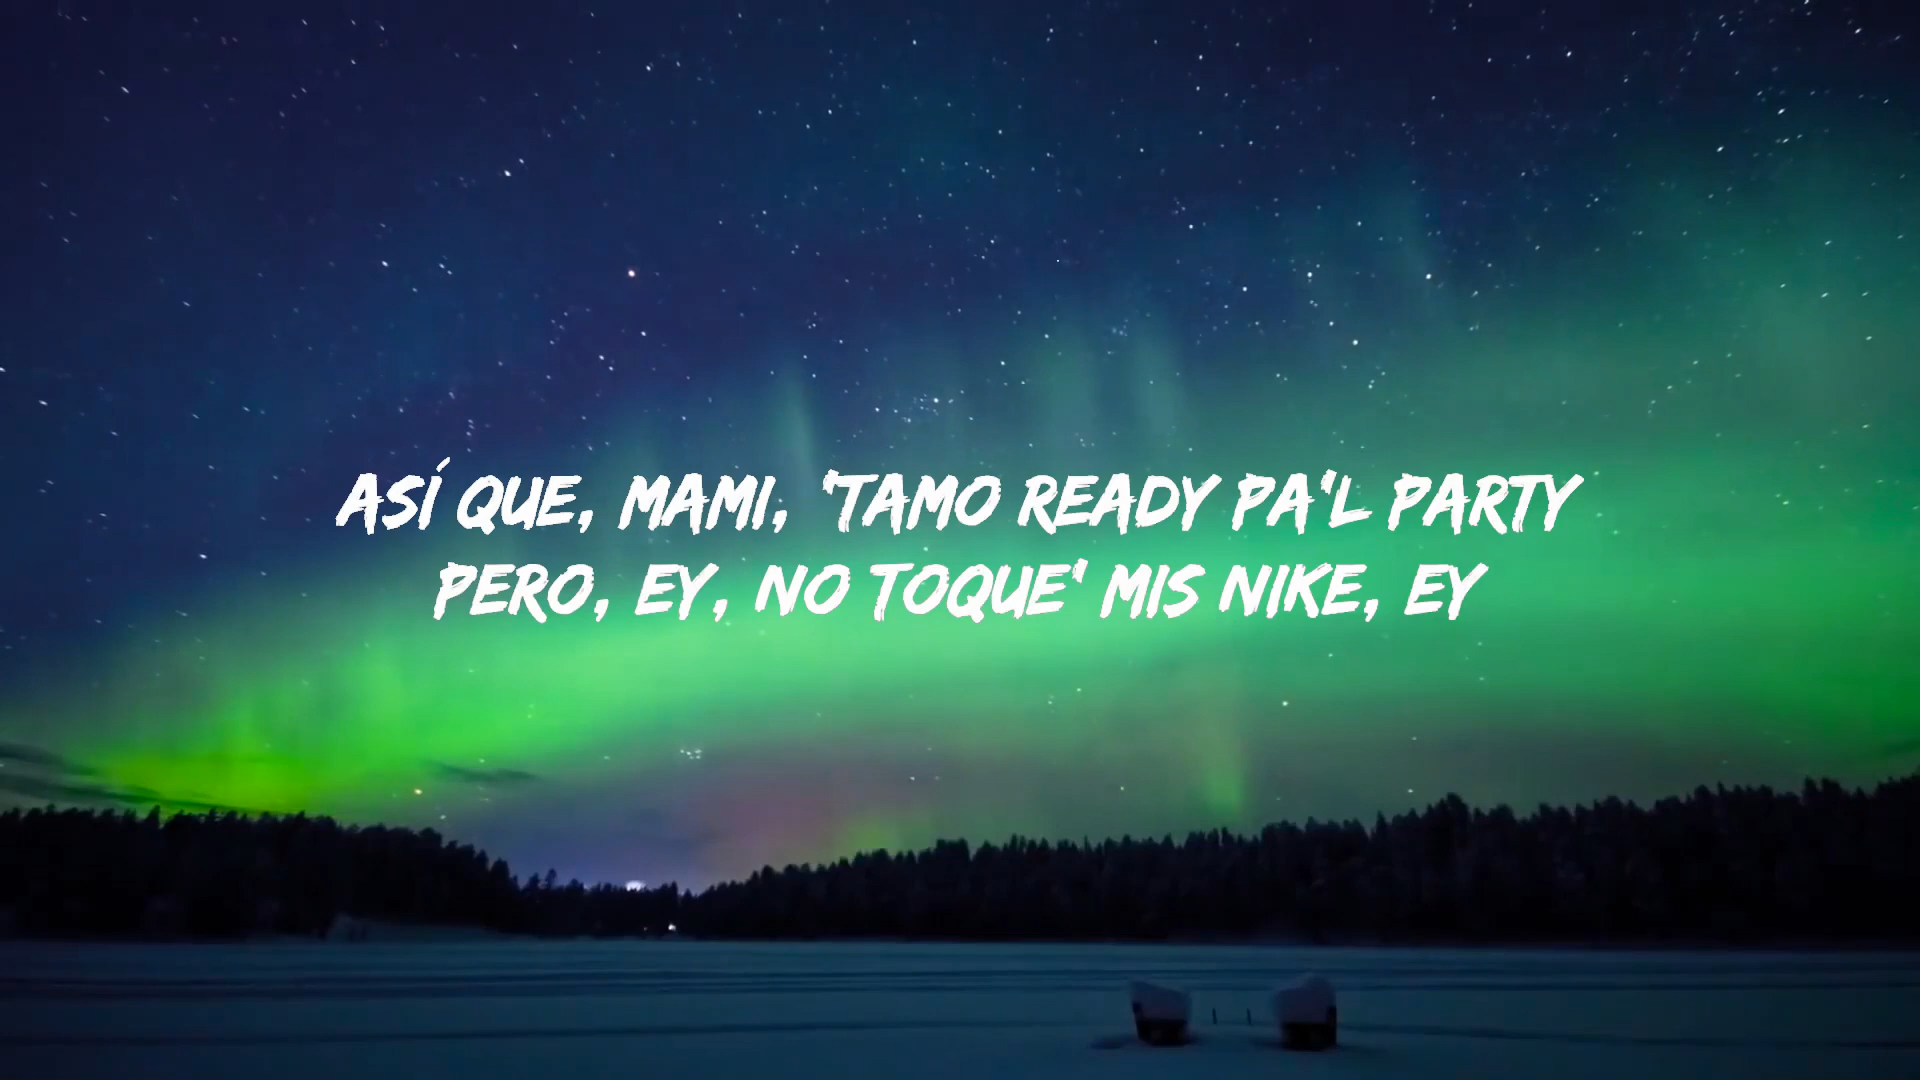 ASÍ QUE, MAMI, 'TAMO READY PA'L PARTY
PERO, EY, NO TOQUE' MIS NIKE, EY